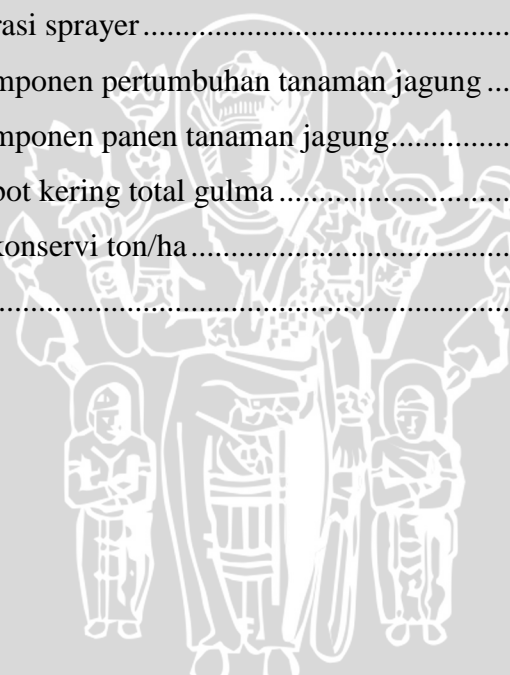 rasi sprayer..................................................
mponen pertumbuhan tanaman jagung ...
mponen panen tanaman jagung................
bot kering total gulma ................................
konservi ton/ha.............................................
..................................................................